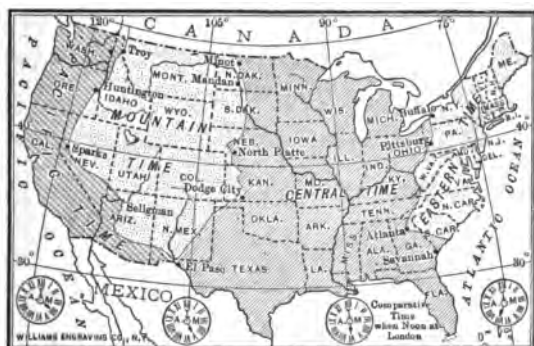 120° 105° 90° 75°
C A N A D A
WASH.
Troy
Minot
MONT.
Mandan
N. DAK.
MINN.
ME.
ORE
Huntington
IDAHO
WYO.
S. DAK.
WIS.
MICH.
Buffalo
N. Y.
MOUNTAIN
IOWA
Pittsburg
PA.
OHIO
CAL.
Sparks
NEV.
NEB.
North Platte
ILL.
IND.
DEL.
TIME
UTAH
COL.
Dodge City
KAN.
MO.
KY.
VA.
CENTRAL TIME
EASTERN TIME
N. CAR.
Seligman
ARIZ.
N. MEX.
OKLA.
ARK.
TENN.
S. CAR.
Atlanta
El Paso
TEXAS
LA.
MISS.
ALA.
GA.
Savannah
FLA.
PACIFIC TIME
PACIFIC OCEAN
ATLANTIC OCEAN
40°
30° 30°
MEXICO
Comparative
Time
when Noon at
London
WILLIAMS ENGRAVING CO., N.Y.